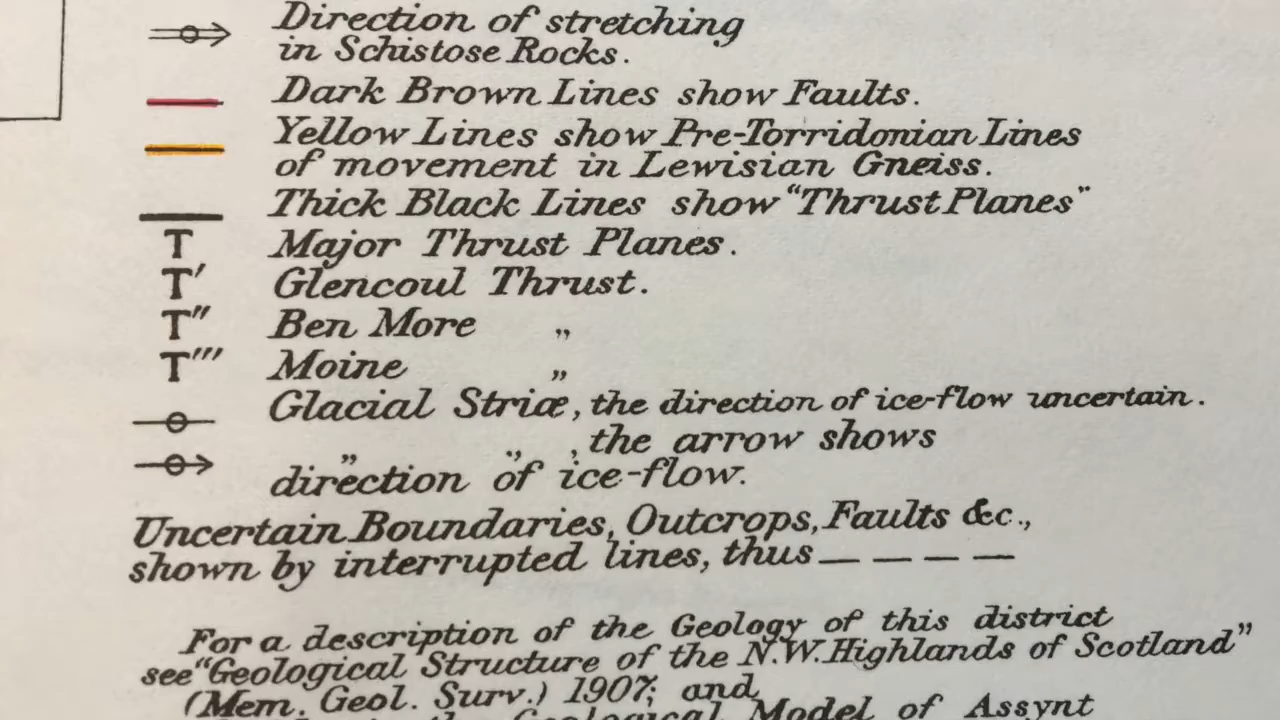 Direction of stretching
in Schistose Rocks.
Dark Brown Lines show Faults.
Yellow Lines show Pre-Torridonian Lines
of movement in Lewisian Gneiss.
Thick Black Lines show "Thrust Planes"
T Major Thrust Planes.
T′ Glencoul Thrust.
T″ Ben More „
T‴ Moine „
Glacial Striæ, the direction of ice-flow uncertain.
„ „ , the arrow shows
direction of ice-flow.
Uncertain Boundaries, Outcrops, Faults &c.,
shown by interrupted lines, thus — — — —
For a description of the Geology of this district
see "Geological Structure of the N.W. Highlands of Scotland"
(Mem. Geol. Surv.) 1907; and
Geological Model of Assynt